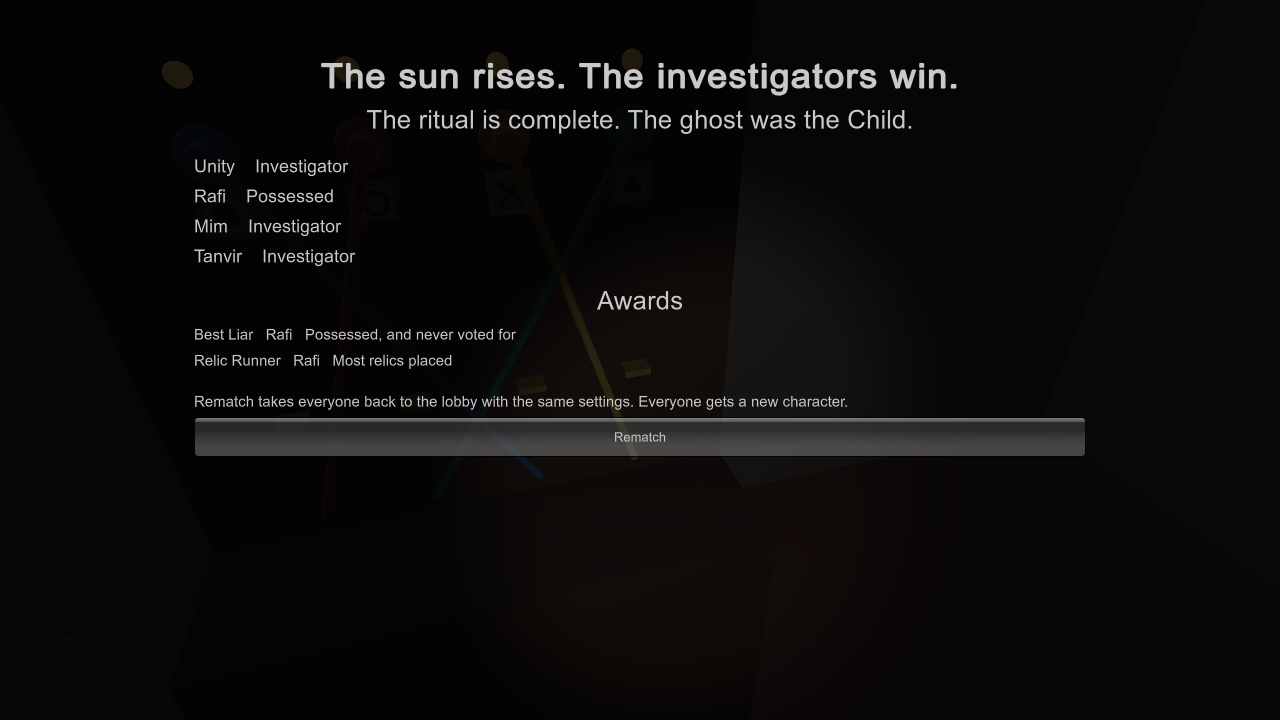 The sun rises. The investigators win.
The ritual is complete. The ghost was the Child.
Unity Investigator
Rafi Possessed
Mim Investigator
Tanvir Investigator
Awards
Best Liar Rafi Possessed, and never voted for
Relic Runner Rafi Most relics placed
Rematch takes everyone back to the lobby with the same settings. Everyone gets a new character.
Rematch